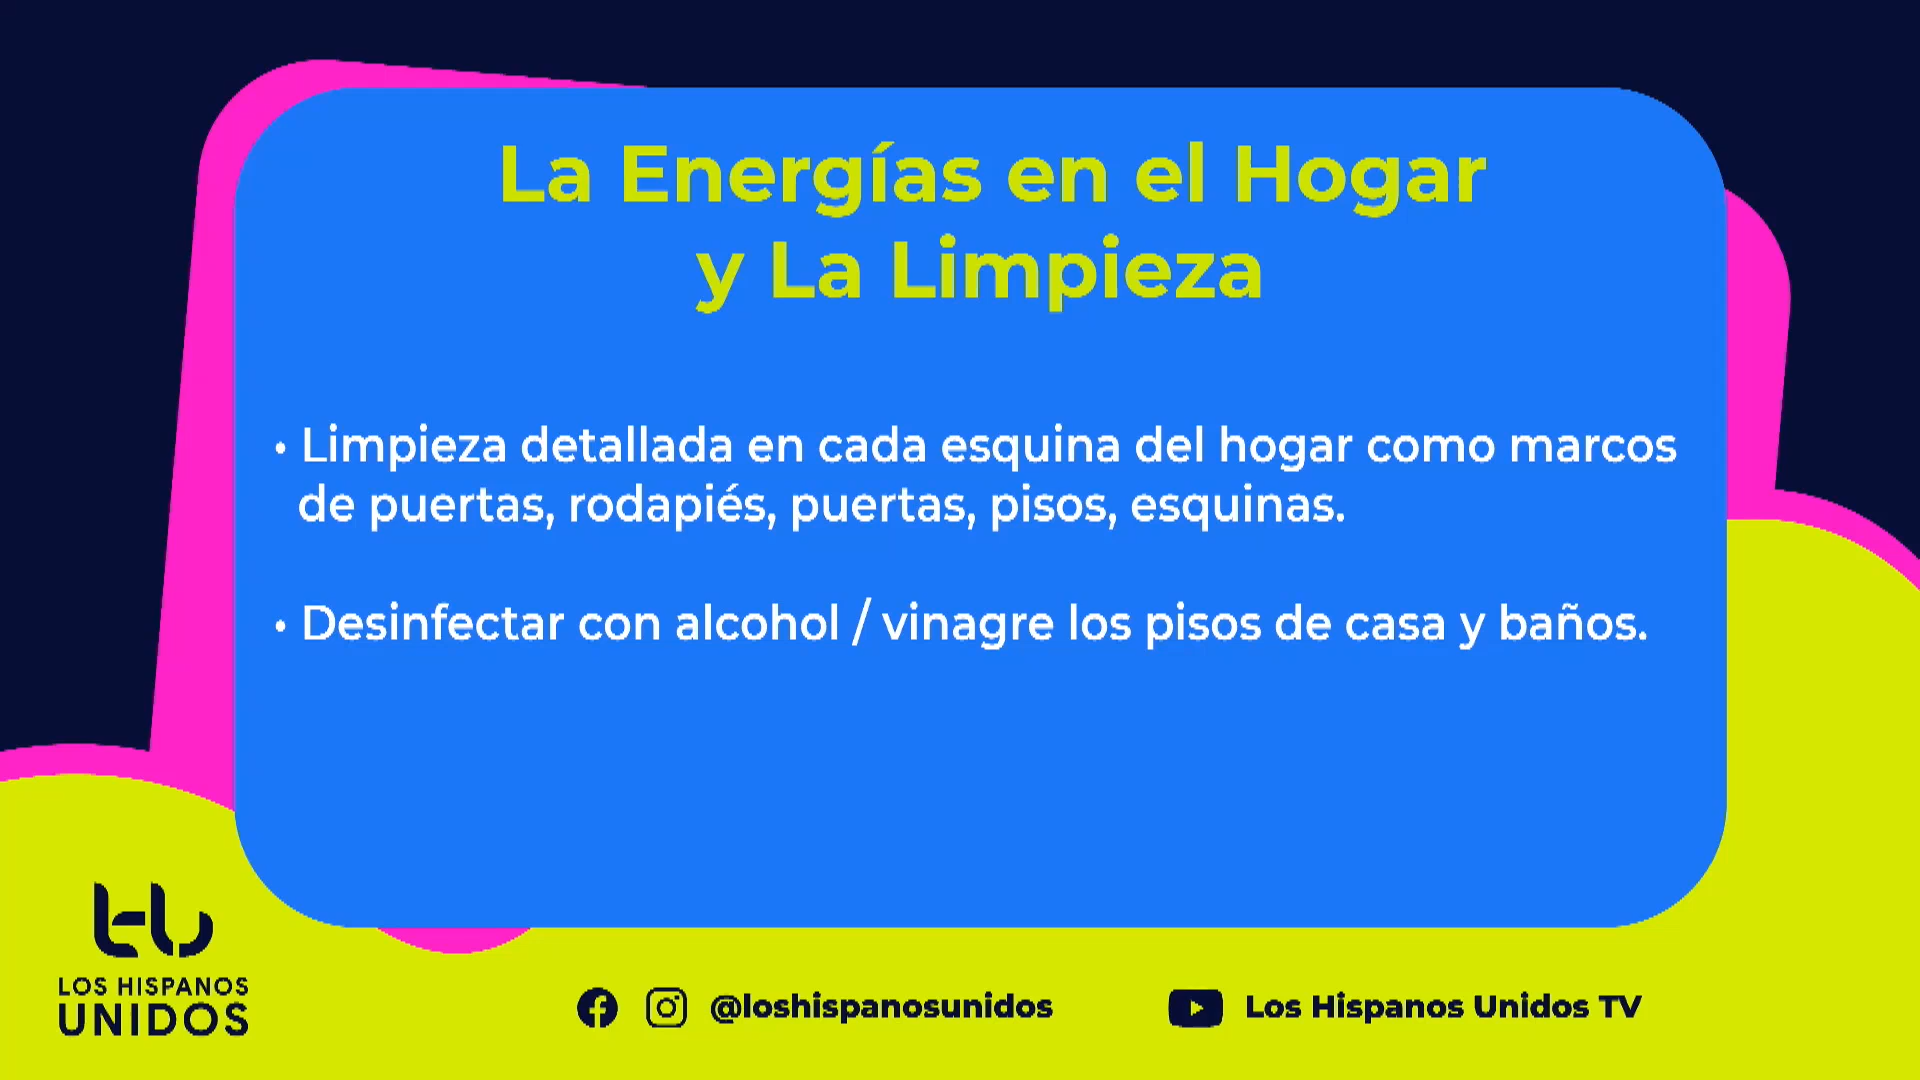 La Energías en el Hogar
y La Limpieza
• Limpieza detallada en cada esquina del hogar como marcos
de puertas, rodapiés, puertas, pisos, esquinas.
• Desinfectar con alcohol / vinagre los pisos de casa y baños.
LOS HISPANOS
UNIDOS
@loshispanosunidos
Los Hispanos Unidos TV